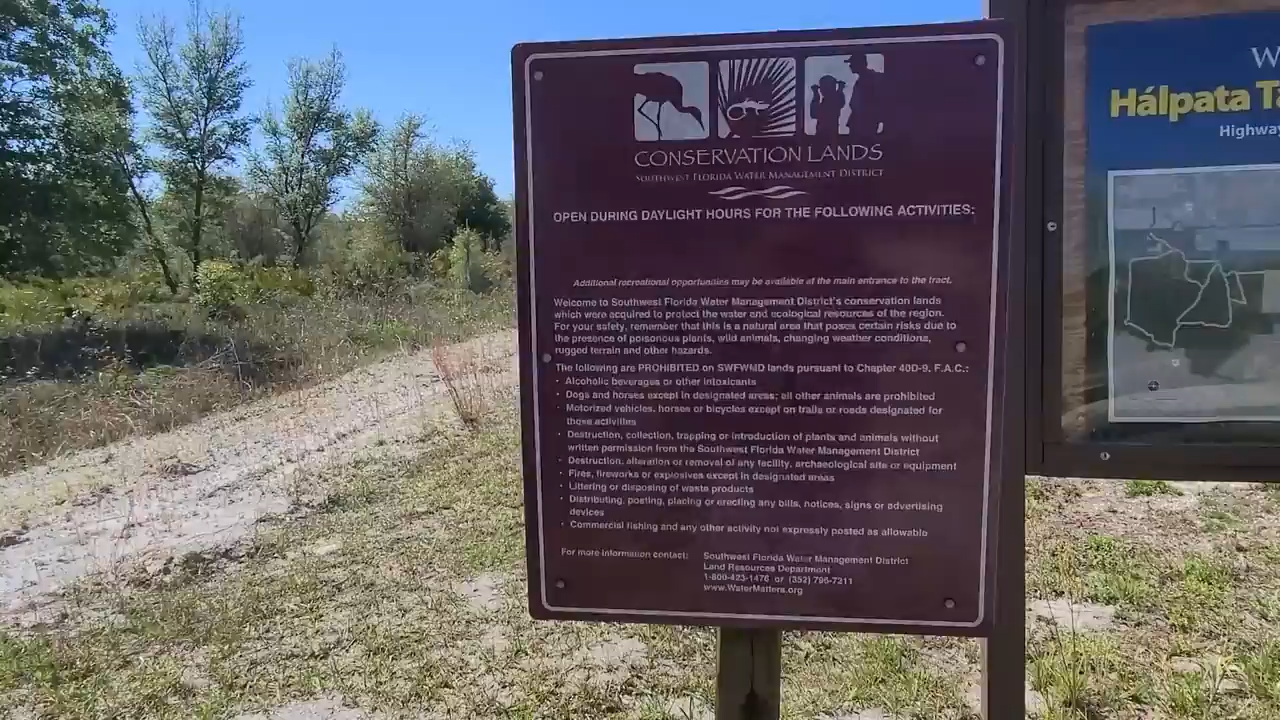 CONSERVATION LANDS
SOUTHWEST FLORIDA WATER MANAGEMENT DISTRICT
OPEN DURING DAYLIGHT HOURS FOR THE FOLLOWING ACTIVITIES:
Additional recreational opportunities may be available at the main entrance to the tract.
Welcome to Southwest Florida Water Management District's conservation lands
which were acquired to protect the water and ecological resources of the region.
For your safety, remember that this is a natural area that poses certain risks due to
the presence of poisonous plants, wild animals, changing weather conditions,
rugged terrain and other hazards.
The following are PROHIBITED on SWFWMD lands pursuant to Chapter 40D-9, F.A.C.:
• Alcoholic beverages or other intoxicants
• Dogs and horses except in designated areas; all other animals are prohibited
• Motorized vehicles, horses or bicycles except on trails or roads designated for
those activities
• Destruction, collection, trapping or introduction of plants and animals without
written permission from the Southwest Florida Water Management District
• Destruction, alteration or removal of any facility, archaeological site or equipment
• Fires, fireworks or explosives except in designated areas
• Littering or disposing of waste products
• Distributing, posting, placing or erecting any bills, notices, signs or advertising
devices
• Commercial fishing and any other activity not expressly posted as allowable
For more information contact: Southwest Florida Water Management District
Land Resources Department
1-800-423-1476 or (352) 796-7211
www.WaterMatters.org
W
Hálpata T
Highway